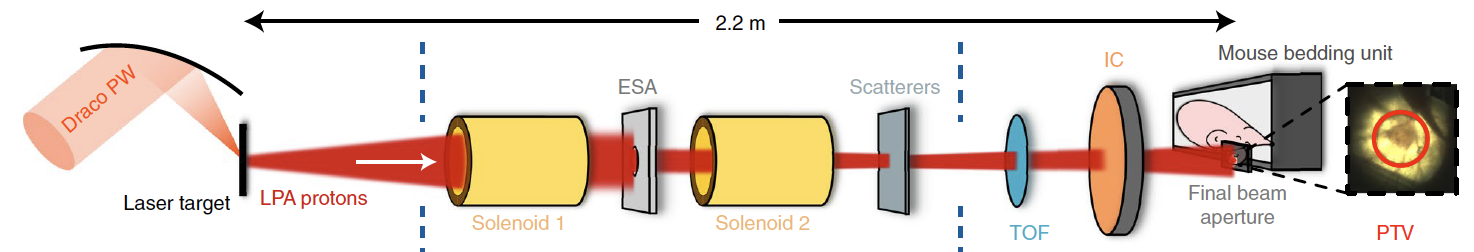 2.2 m
Draco PW
Laser target
LPA protons
Solenoid 1
ESA
Solenoid 2
Scatterers
TOF
IC
Mouse bedding unit
Final beam
aperture
PTV